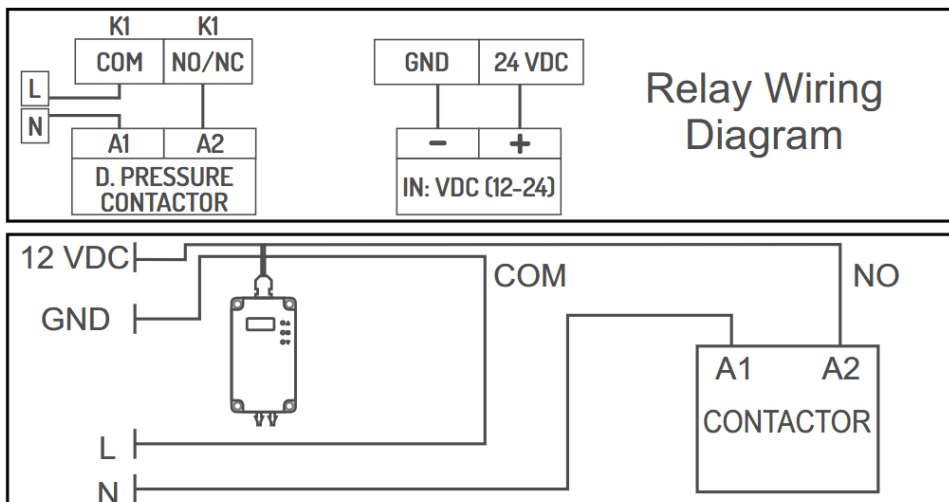 K1 K1
COM NO/NC
L
N
A1 A2
D. PRESSURE
CONTACTOR
GND 24 VDC
- +
IN: VDC (12-24)
Relay Wiring
Diagram
12 VDC
COM NO
GND
A1 A2
CONTACTOR
L
N